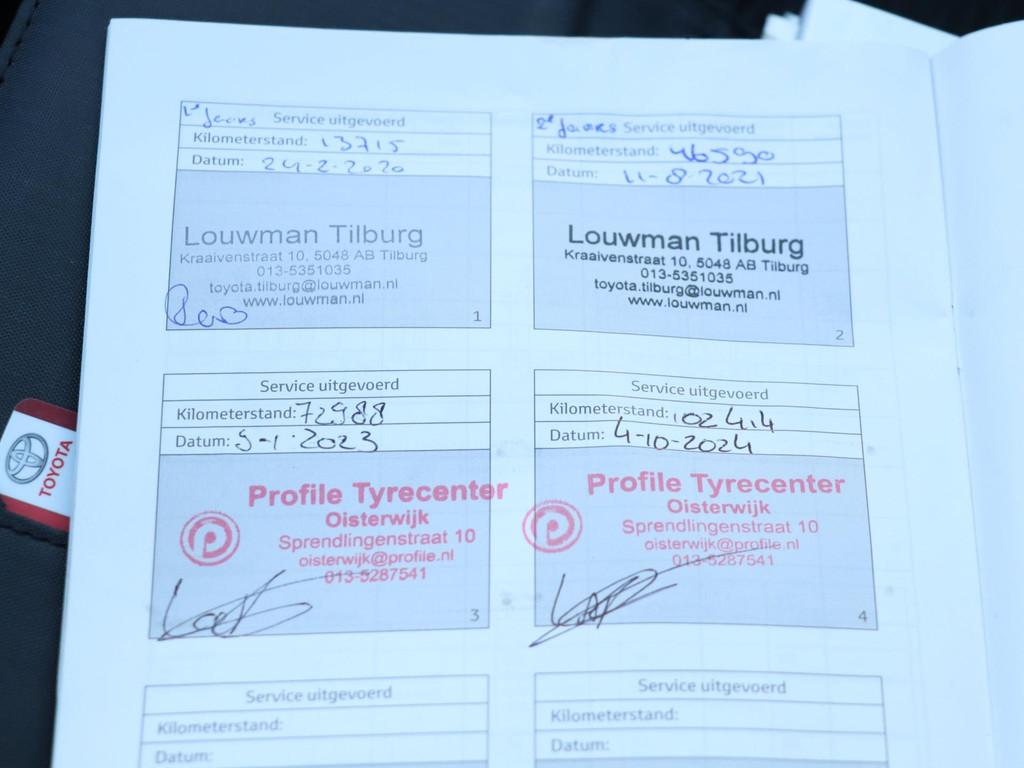 1e Jaars Service uitgevoerd
Kilometerstand: 13715
Datum: 24-2-2020
Louwman Tilburg
Kraaivenstraat 10, 5048 AB Tilburg
013-5351035
toyota.tilburg@louwman.nl
www.louwman.nl
1
2e Jaars Service uitgevoerd
Kilometerstand: 46590
Datum: 11-8-2021
Louwman Tilburg
Kraaivenstraat 10, 5048 AB Tilburg
013-5351035
toyota.tilburg@louwman.nl
www.louwman.nl
2
Service uitgevoerd
Kilometerstand: 72988
Datum: 9-1-2023
Profile Tyrecenter
Oisterwijk
Sprendlingenstraat 10
oisterwijk@profile.nl
013-5287541
3
Service uitgevoerd
Kilometerstand: 102414
Datum: 4-10-2024
Profile Tyrecenter
Oisterwijk
Sprendlingenstraat 10
oisterwijk@profile.nl
013-5287541
4
Service uitgevoerd
Kilometerstand:
Datum:
Service uitgevoerd
Kilometerstand:
Datum:
TOYOTA